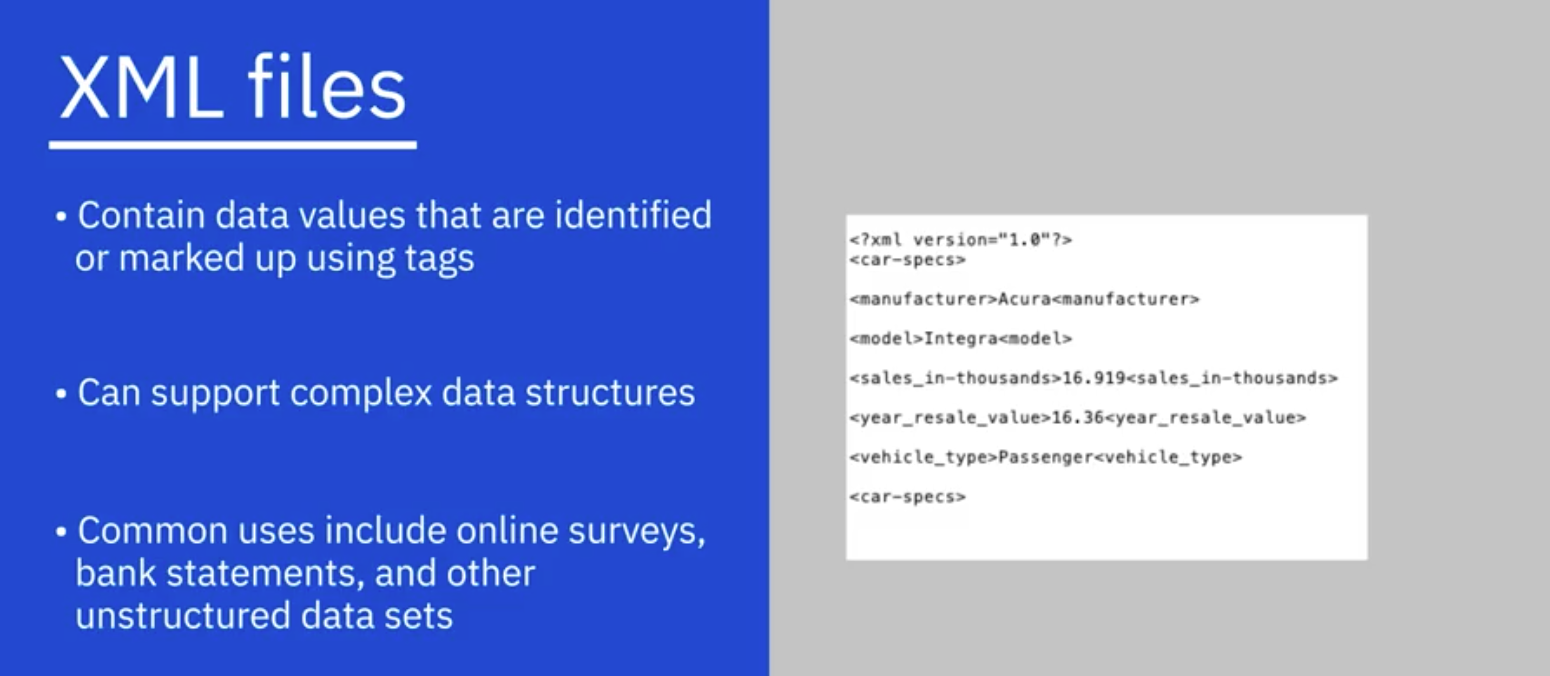 XML files
• Contain data values that are identified
or marked up using tags
• Can support complex data structures
• Common uses include online surveys,
bank statements, and other
unstructured data sets
<?xml version="1.0"?>
<car-specs>
<manufacturer>Acura<manufacturer>
<model>Integra<model>
<sales_in-thousands>16.919<sales_in-thousands>
<year_resale_value>16.36<year_resale_value>
<vehicle_type>Passenger<vehicle_type>
<car-specs>